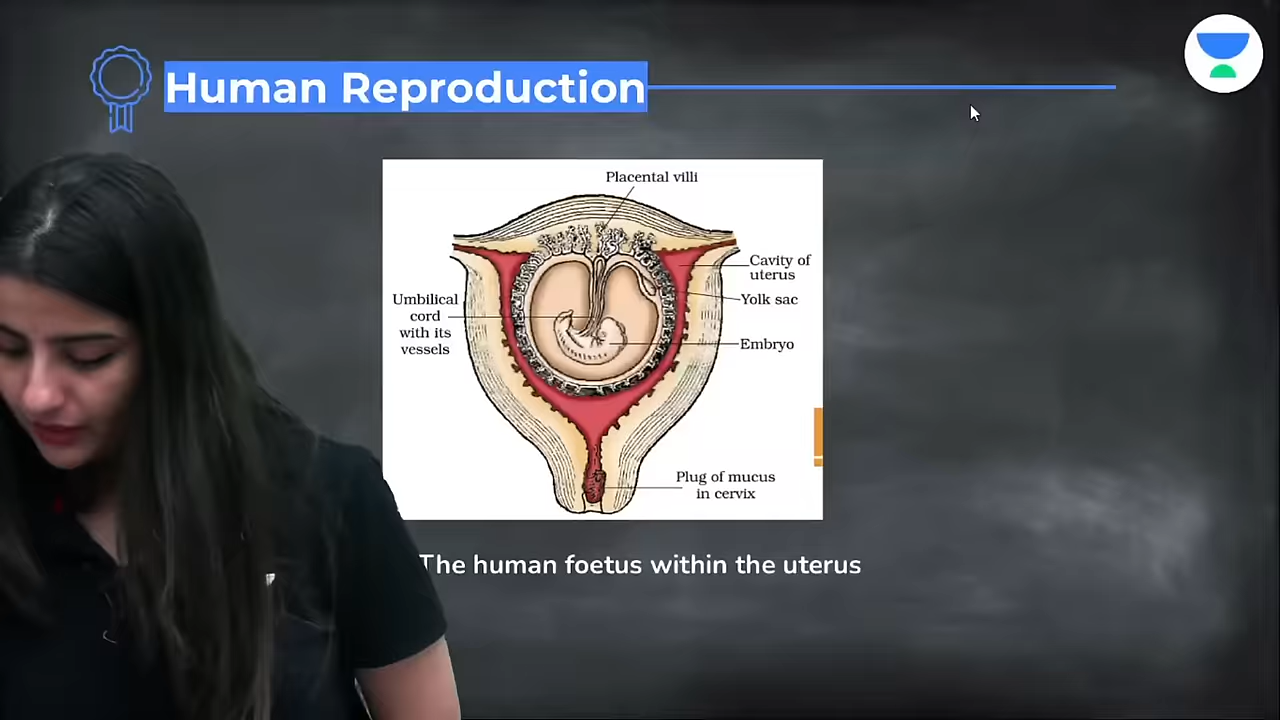 Human Reproduction
Placental villi
Cavity of
uterus
Yolk sac
Umbilical
cord
with its
vessels
Embryo
Plug of mucus
in cervix
The human foetus within the uterus